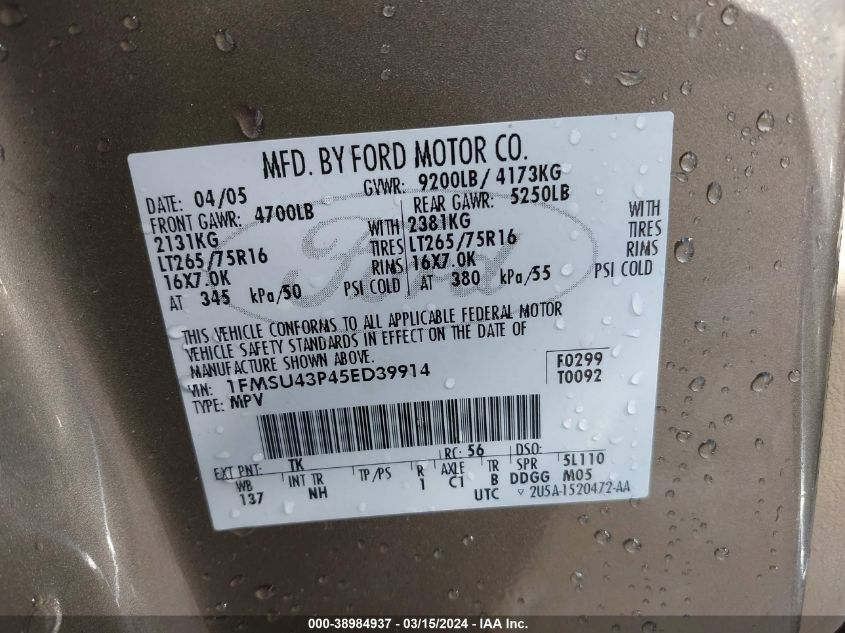 MFD. BY FORD MOTOR CO.
DATE: 04/05 GVWR: 9200LB / 4173KG
FRONT GAWR: 4700LB REAR GAWR: 5250LB
2131KG WITH 2381KG WITH
LT265/75R16 TIRES LT265/75R16 TIRES
16X7.0K RIMS 16X7.0K RIMS
AT 345 kPa/50 PSI COLD AT 380 kPa/55 PSI COLD
THIS VEHICLE CONFORMS TO ALL APPLICABLE FEDERAL MOTOR
VEHICLE SAFETY STANDARDS IN EFFECT ON THE DATE OF
MANUFACTURE SHOWN ABOVE.
VIN: 1FMSU43P45ED39914 F0299
TYPE: MPV T0092
EXT PNT: TK RC: 56 DSO:
WB INT TR TP/PS R AXLE TR SPR 5L110
137 NH 1 C1 B DDGG M05
UTC ▽ 2U5A-1520472-AA
Ford
000-38984937 - 03/15/2024 - IAA Inc.